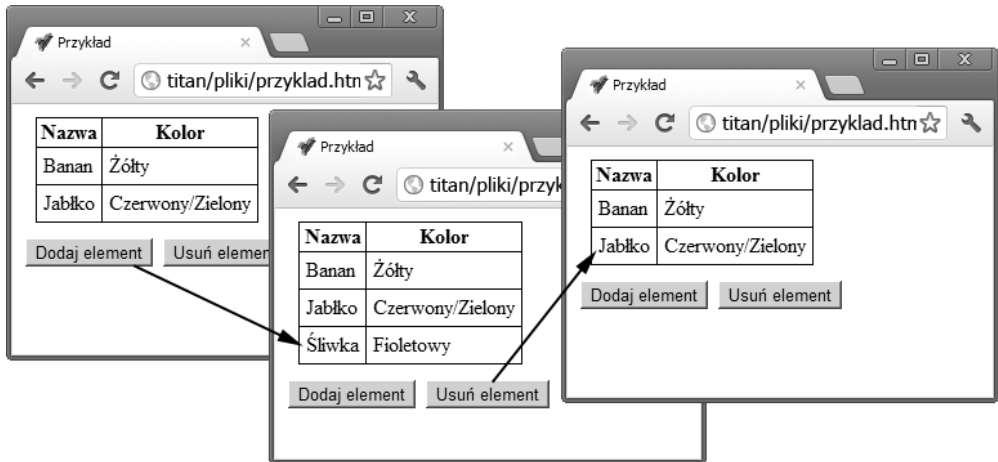 Przykład
titan/pliki/przyklad.htm
Nazwa Kolor
Banan Żółty
Jabłko Czerwony/Zielony
Dodaj element Usuń elemen
Przykład
titan/pliki/przyk
Nazwa Kolor
Banan Żółty
Jabłko Czerwony/Zielony
Śliwka Fioletowy
Dodaj element Usuń element
Przykład
titan/pliki/przyklad.htm
Nazwa Kolor
Banan Żółty
Jabłko Czerwony/Zielony
Dodaj element Usuń element